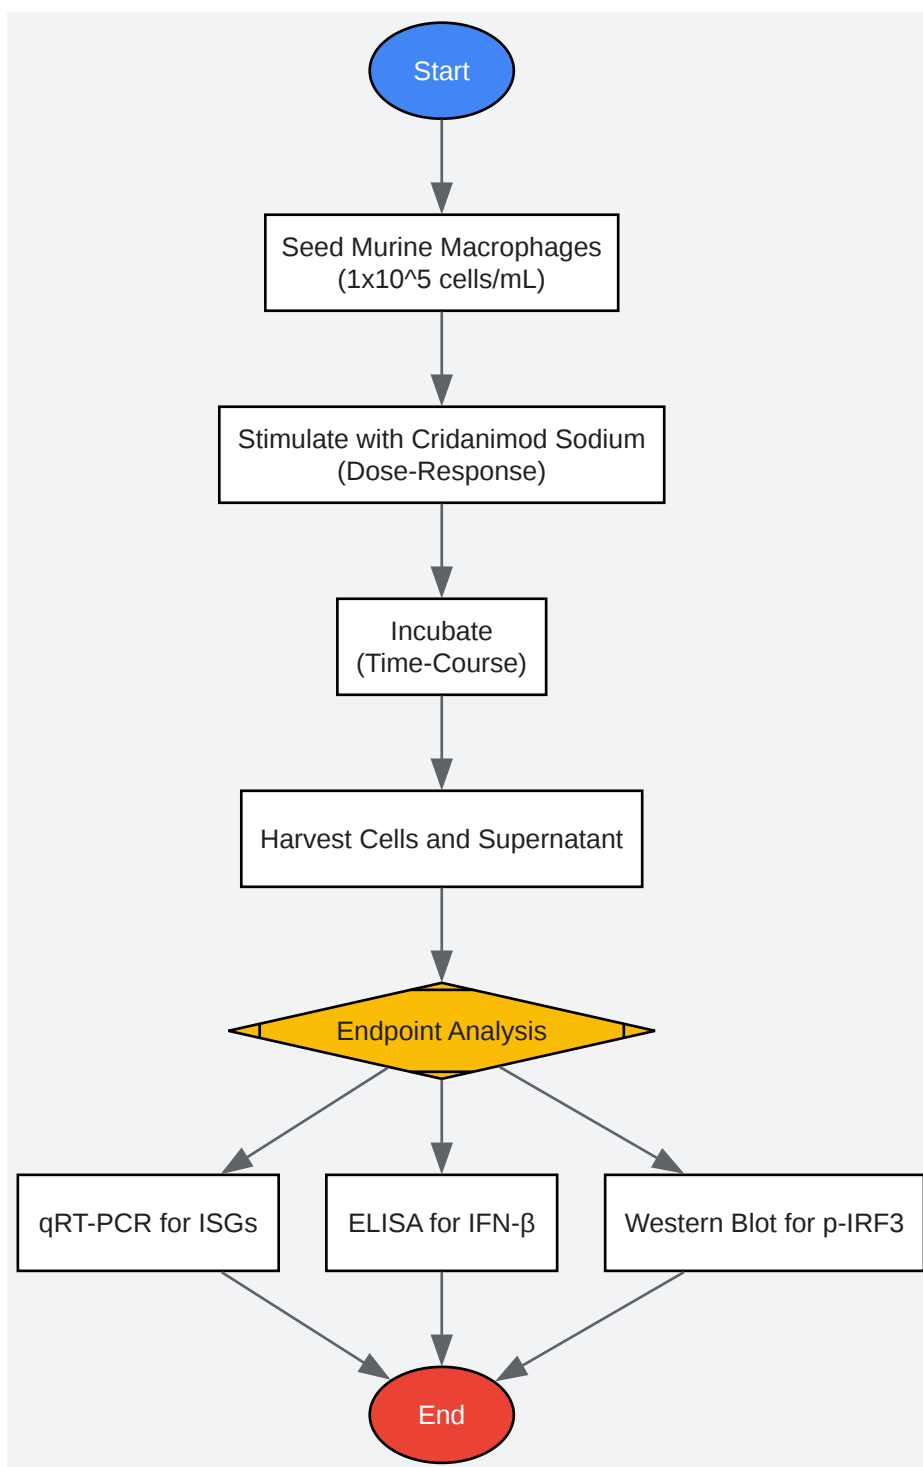 Start
Seed Murine Macrophages
(1x10^5 cells/mL)
Stimulate with Cridanimod Sodium
(Dose-Response)
Incubate
(Time-Course)
Harvest Cells and Supernatant
Endpoint Analysis
qRT-PCR for ISGs
ELISA for IFN-β
Western Blot for p-IRF3
End